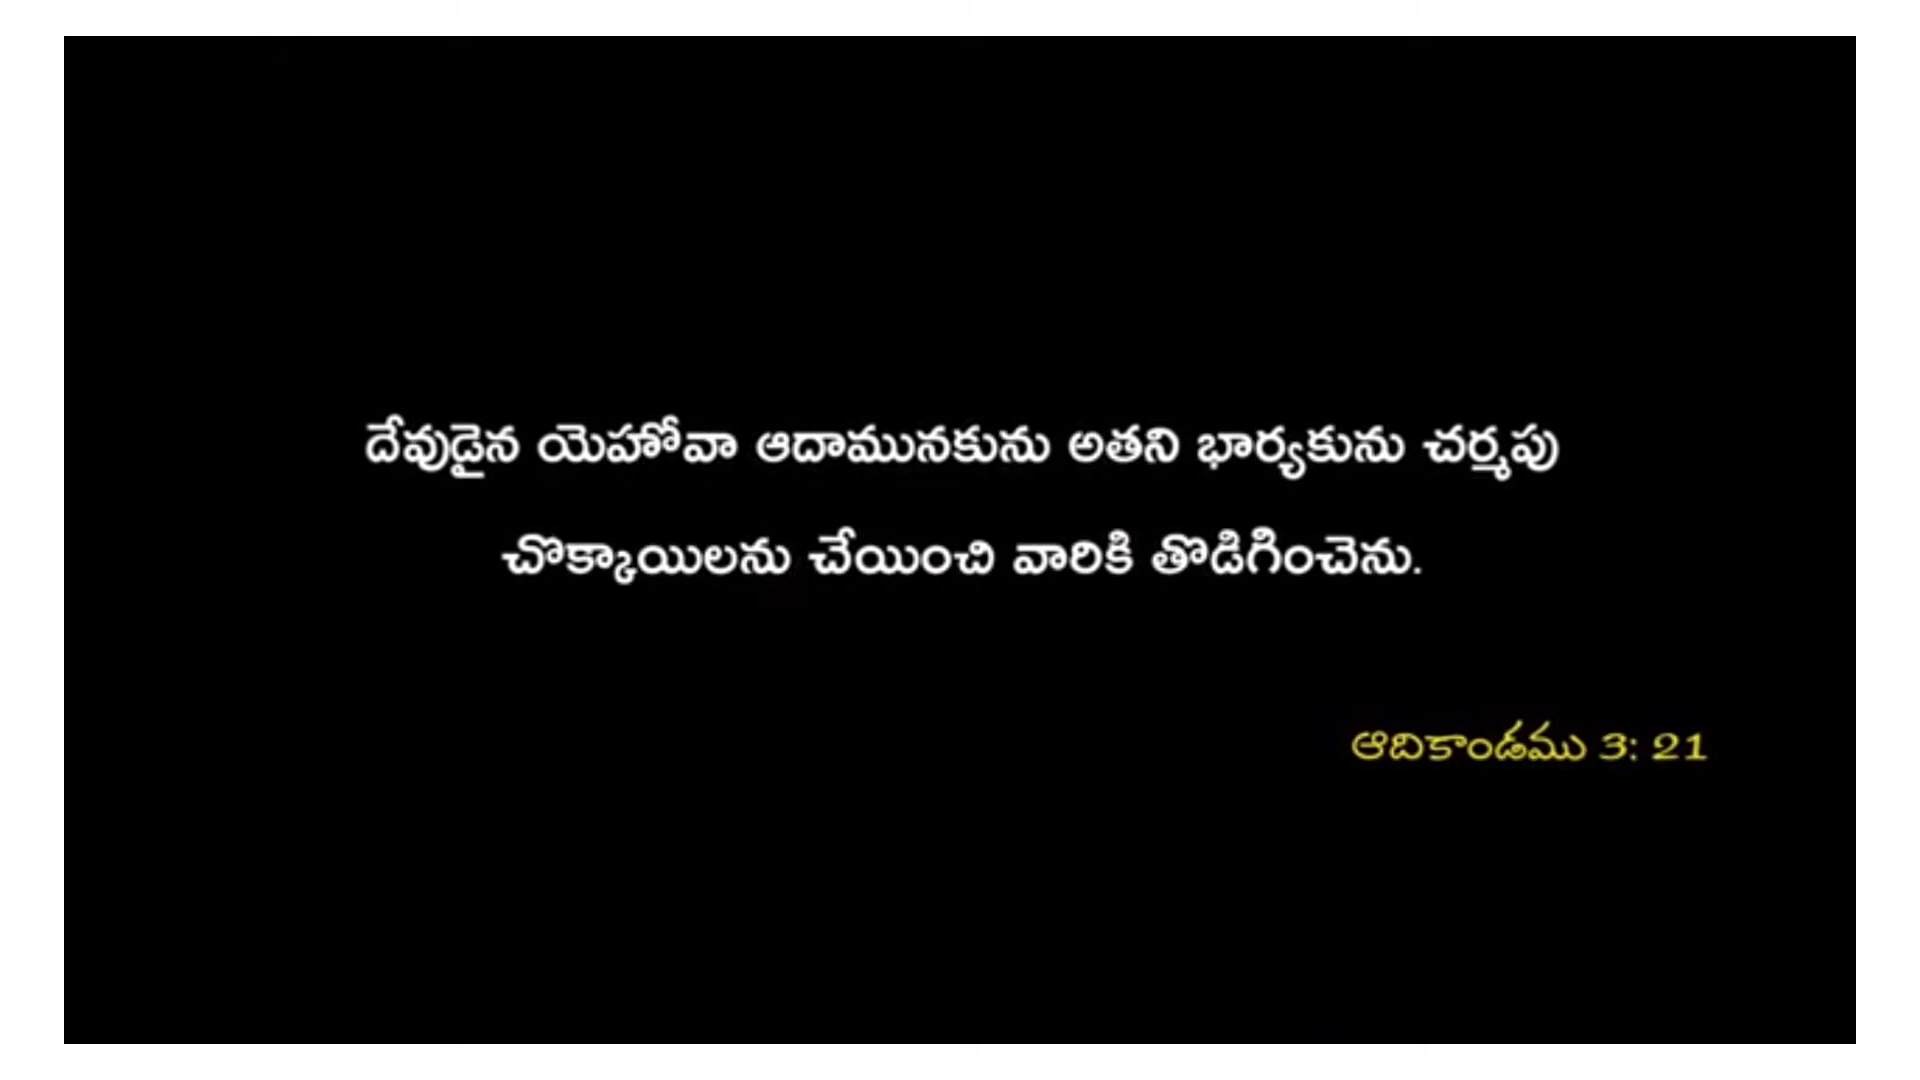 దేవుడైన యెహోవా ఆదామునకును అతని భార్యకును చర్మపు
చొక్కాయిలను చేయించి వారికి తొడిగించెను.
ఆదికాండము 3: 21